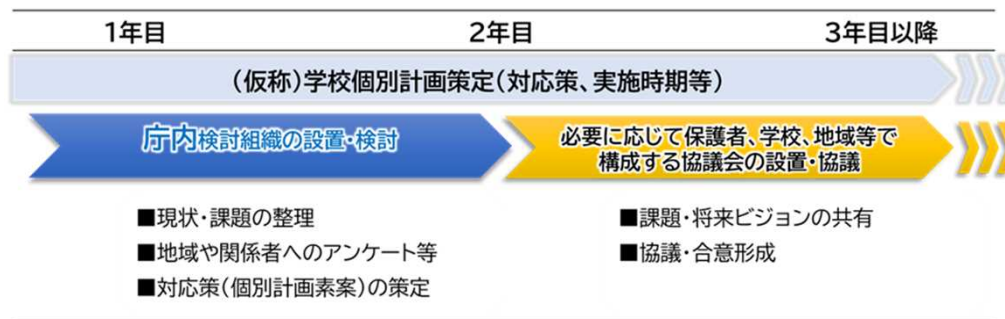 1年目 2年目 3年目以降
(仮称)学校個別計画策定(対応策、実施時期等)
庁内検討組織の設置・検討
必要に応じて保護者、学校、地域等で
構成する協議会の設置・協議
■現状・課題の整理
■地域や関係者へのアンケート等
■対応策(個別計画素案)の策定
■課題・将来ビジョンの共有
■協議・合意形成